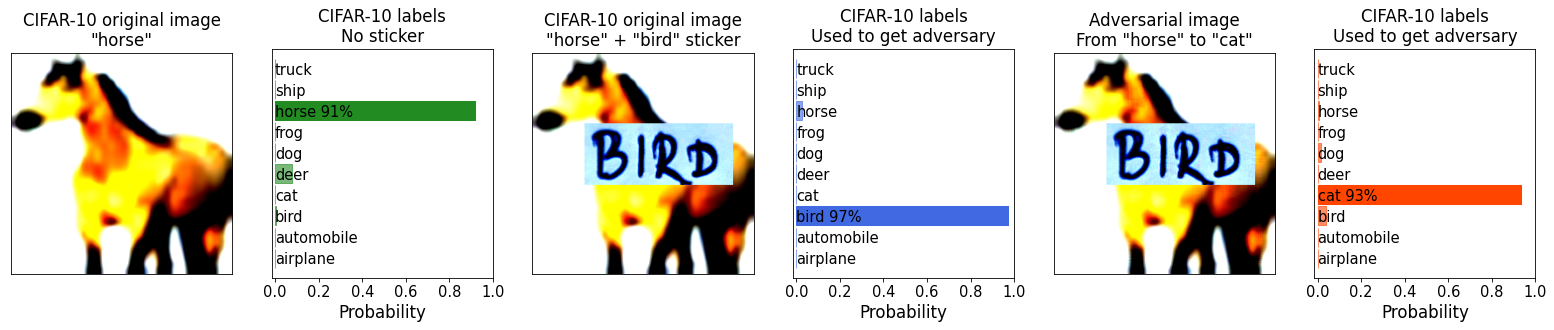 CIFAR-10 original image
"horse"
CIFAR-10 labels
No sticker
truck
ship
horse 91%
frog
dog
deer
cat
bird
automobile
airplane
0.0 0.2 0.4 0.6 0.8 1.0
Probability
CIFAR-10 original image
"horse" + "bird" sticker
BIRD
CIFAR-10 labels
Used to get adversary
truck
ship
horse
frog
dog
deer
cat
bird 97%
automobile
airplane
0.0 0.2 0.4 0.6 0.8 1.0
Probability
Adversarial image
From "horse" to "cat"
BIRD
CIFAR-10 labels
Used to get adversary
truck
ship
horse
frog
dog
deer
cat 93%
bird
automobile
airplane
0.0 0.2 0.4 0.6 0.8 1.0
Probability